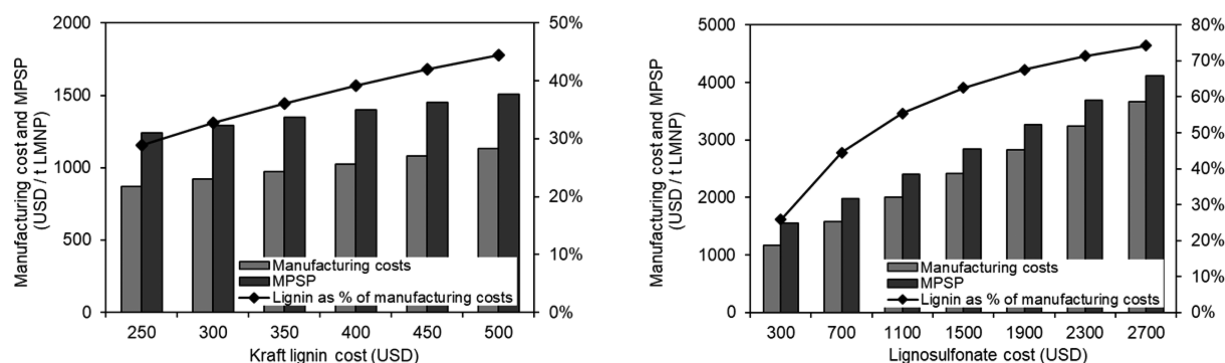 Manufacturing cost and MPSP
(USD / t LMNP)
2000
1500
1000
500
0
50%
40%
30%
20%
10%
0%
Manufacturing costs
MPSP
Lignin as % of manufacturing costs
250 300 350 400 450 500
Kraft lignin cost (USD)
Manufacturing cost and MPSP
(USD / t LMNP)
5000
4000
3000
2000
1000
0
80%
70%
60%
50%
40%
30%
20%
10%
0%
Manufacturing costs
MPSP
Lignin as % of manufacturing costs
300 700 1100 1500 1900 2300 2700
Lignosulfonate cost (USD)